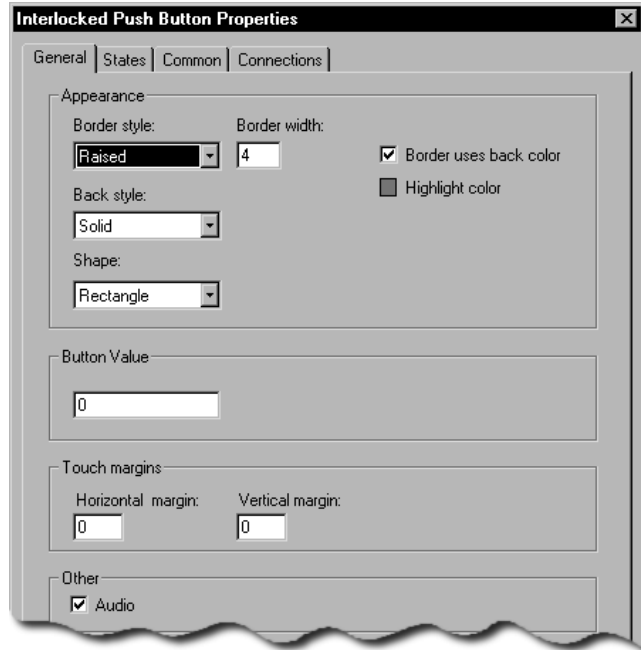 Interlocked Push Button Properties
General States Common Connections
Appearance
Border style: Border width:
Raised 4 Border uses back color
Highlight color
Back style:
Solid
Shape:
Rectangle
Button Value
0
Touch margins
Horizontal margin: Vertical margin:
0 0
Other
Audio